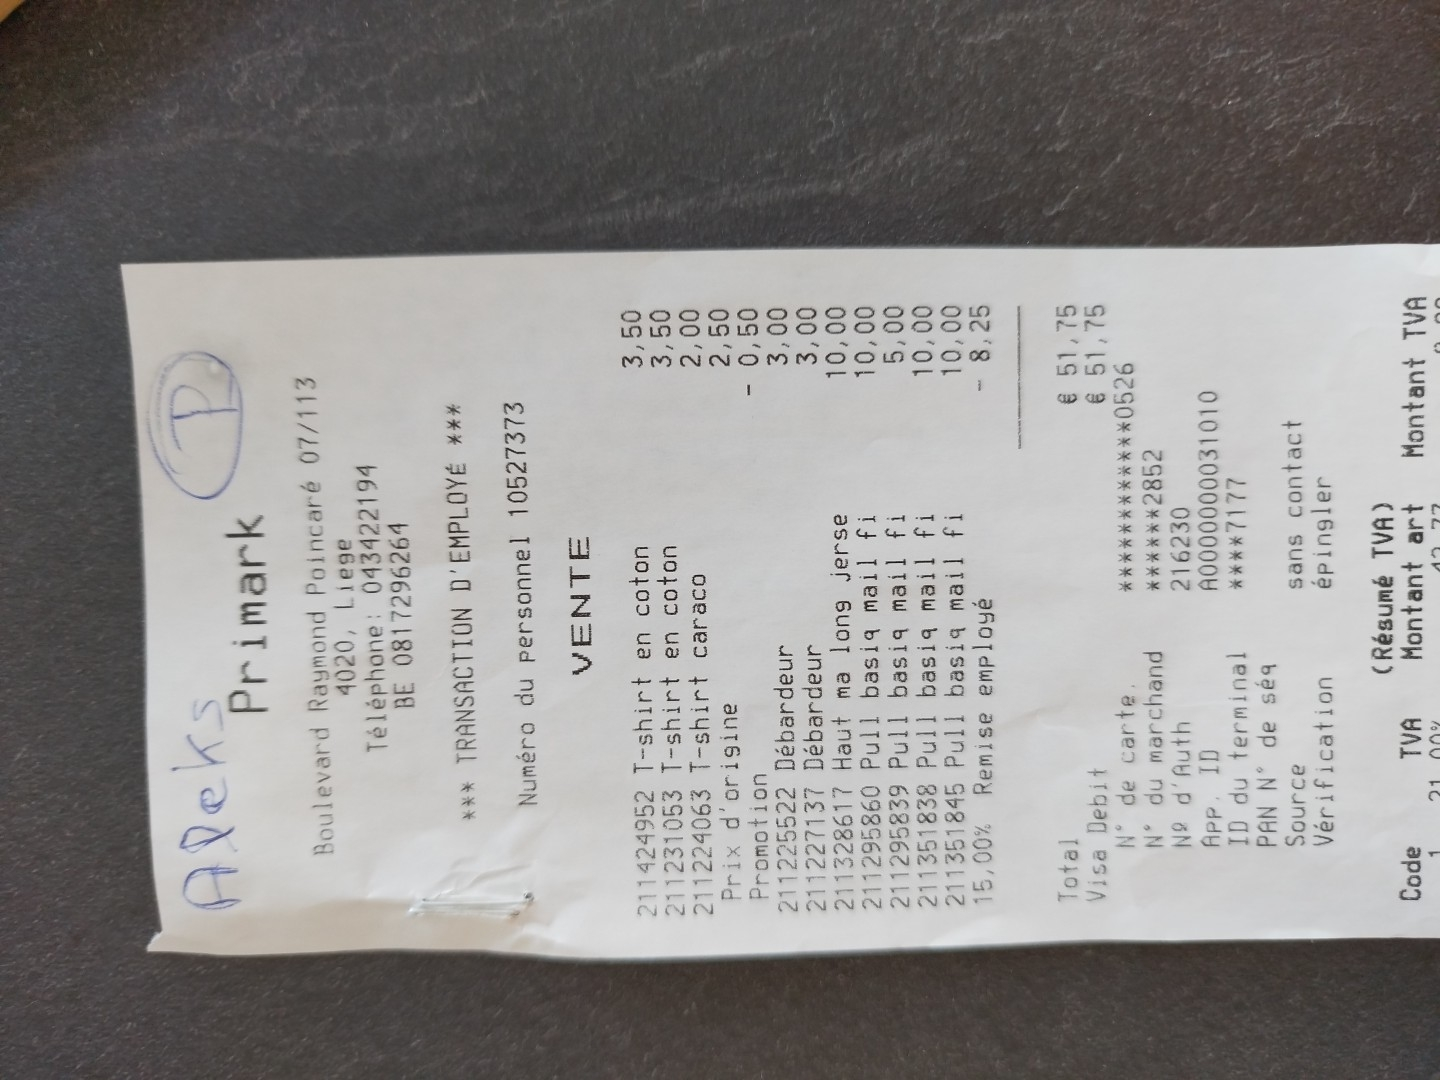 Aleks P
Primark
Boulevard Raymond Poincaré 07/113
4020, Liege
Téléphone: 043422194
BE 0817296264
*** TRANSACTION D'EMPLOYÉ ***
Numéro du personnel 10527373
VENTE
211424952 T-shirt en coton 3,50
211231053 T-shirt en coton 3,50
211224063 T-shirt caraco 2,00
Prix d'origine 2,50
Promotion - 0,50
211225522 Débardeur 3,00
211227137 Débardeur 3,00
211328617 Haut ma long jerse 10,00
211295860 Pull basiq mail fi 10,00
211295839 Pull basiq mail fi 5,00
211351838 Pull basiq mail fi 10,00
211351845 Pull basiq mail fi 10,00
15,00% Remise employé - 8,25
Total € 51,75
Visa Debit € 51,75
N° de carte. ************0526
N° du marchand ******2852
Nº d'Auth 216230
App. ID A0000000031010
ID du terminal ****7177
PAN N° de séq
Source sans contact
Vérification épingler
(Résumé TVA)
Code TVA Montant art Montant TVA
1 21,00%